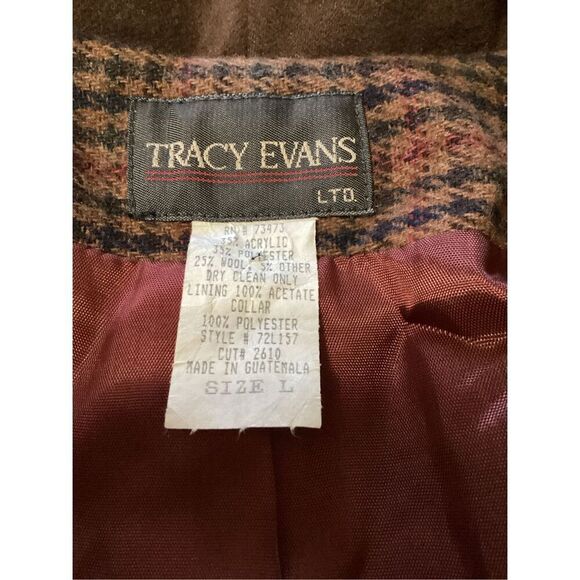 TRACY EVANS
LTD.
RN # 73473
35% ACRYLIC
35% POLYESTER
25% WOOL, 5% OTHER
DRY CLEAN ONLY
LINING 100% ACETATE
COLLAR
100% POLYESTER
STYLE # 72L157
CUT# 2610
MADE IN GUATEMALA
SIZE L